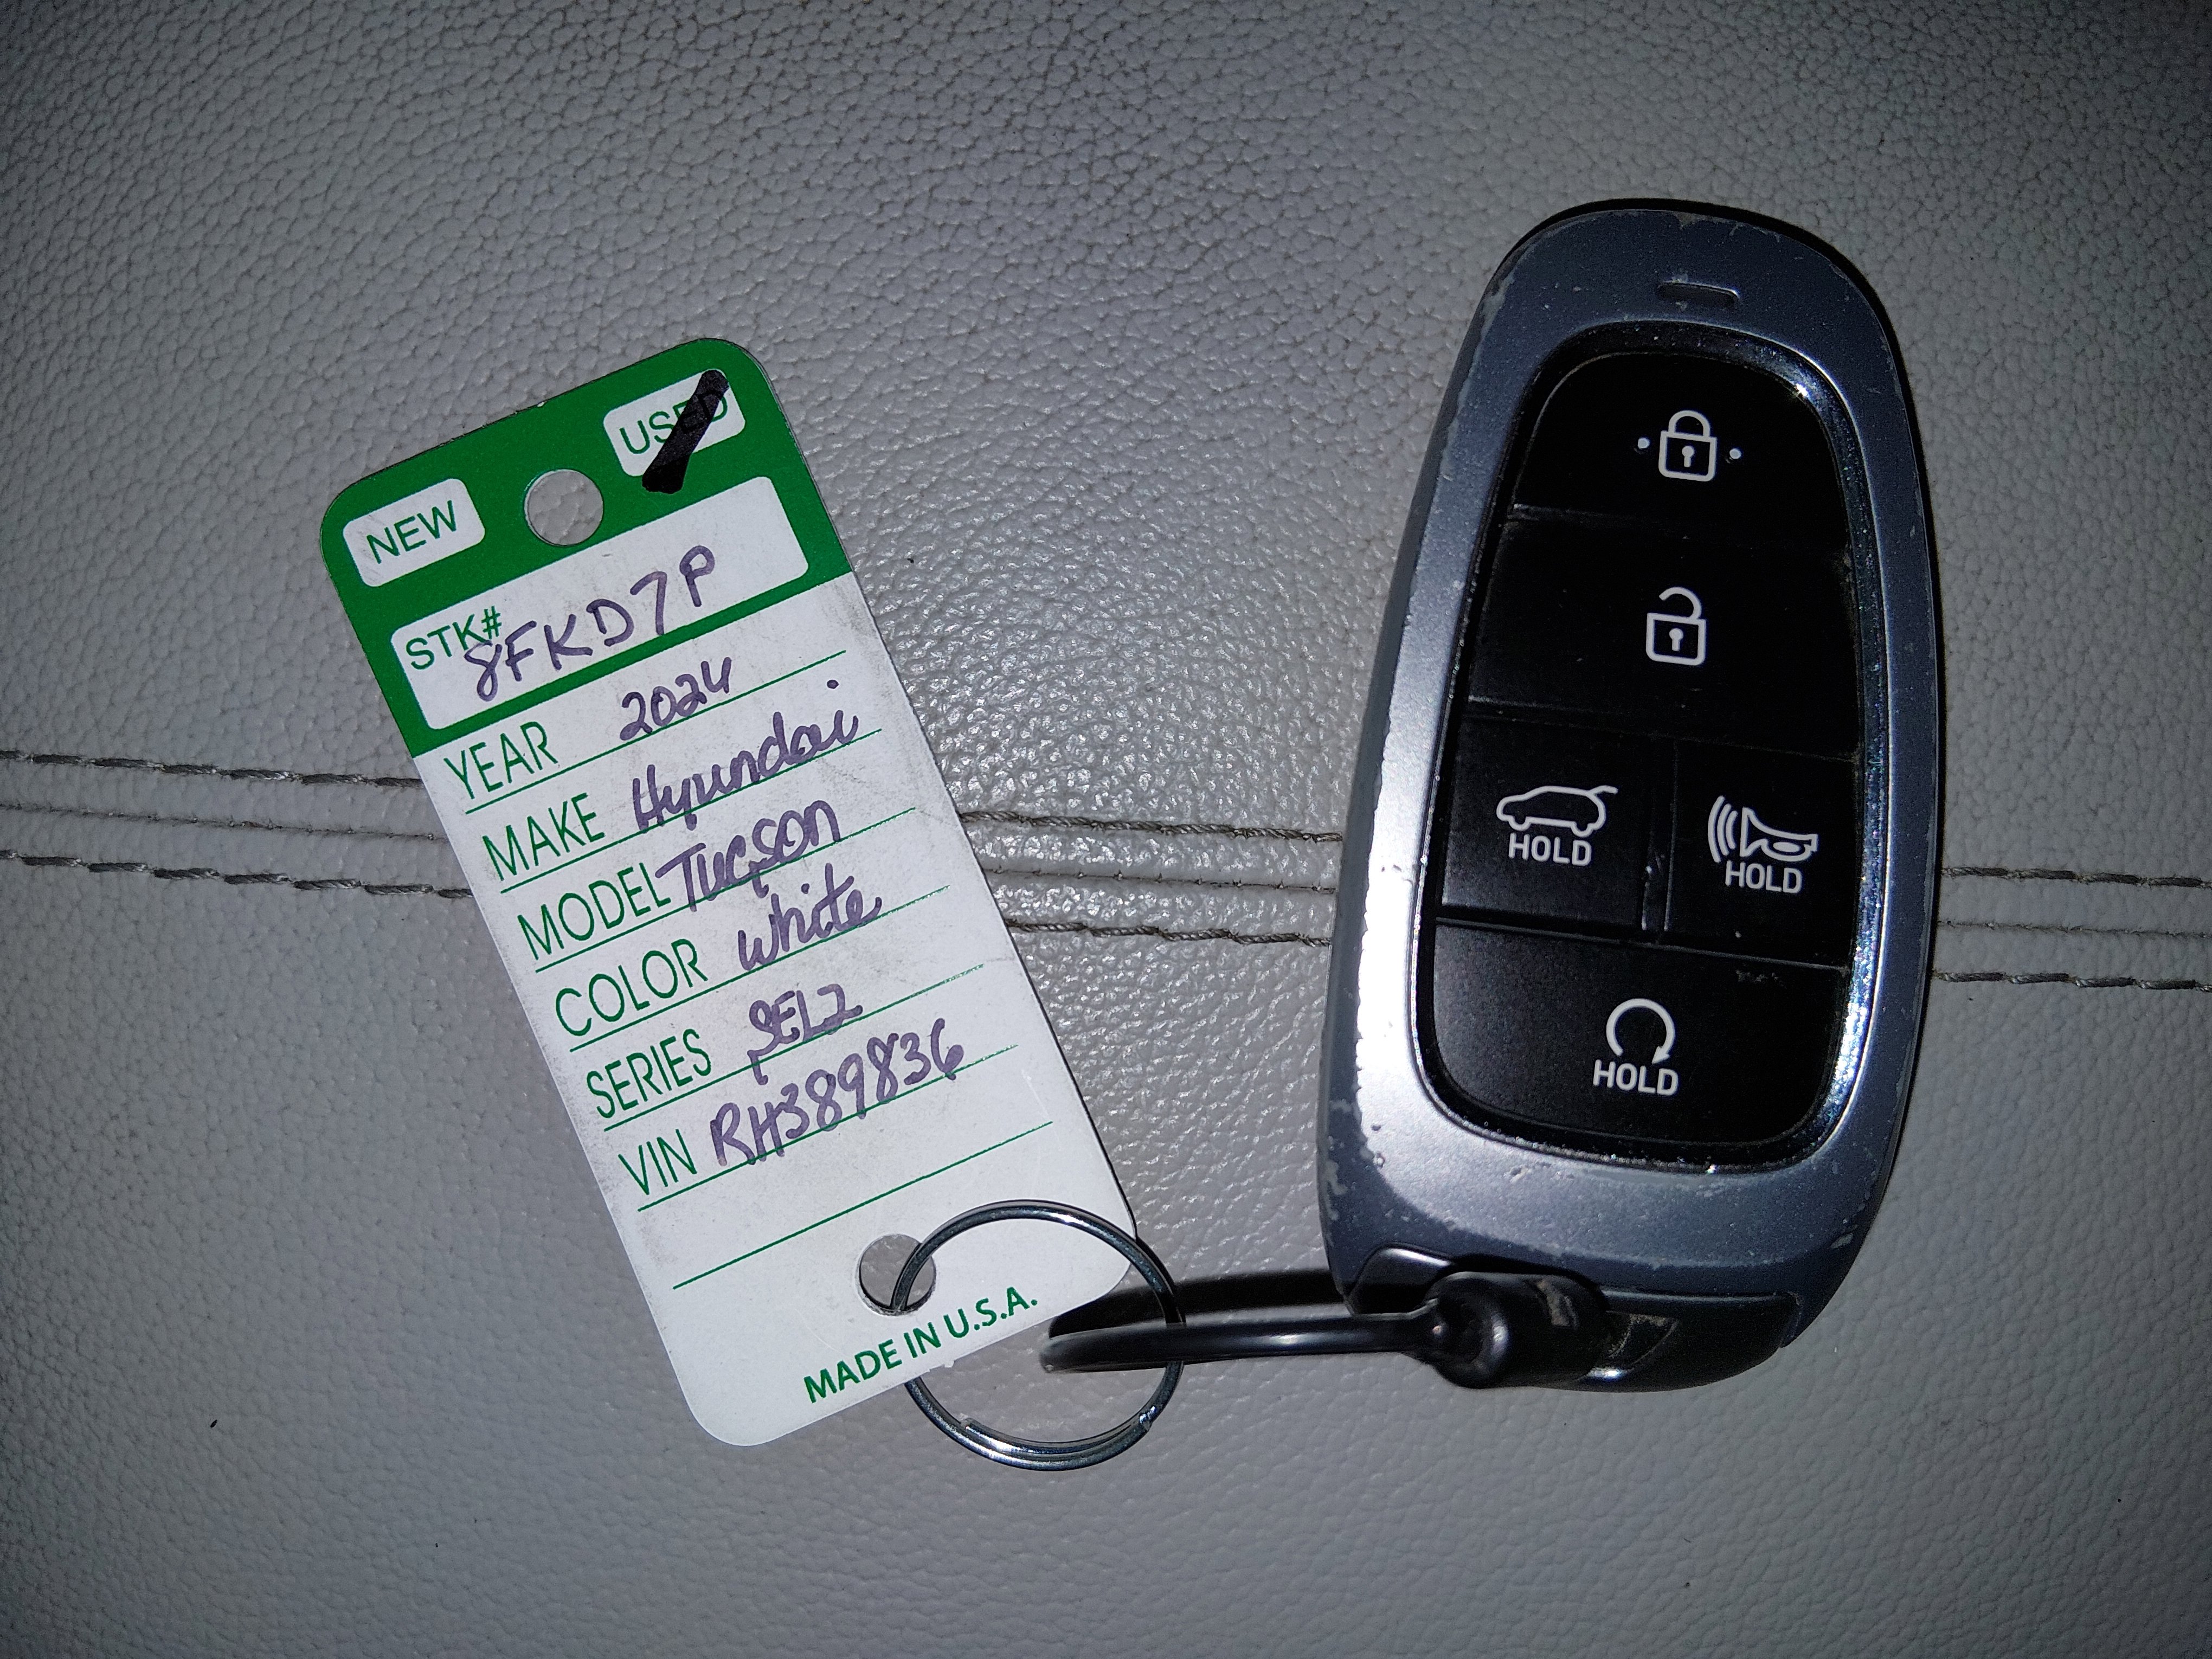 NEW USED
STK# 8FKD7P
YEAR 2024
MAKE Hyundai
MODEL Tucson
COLOR White
SERIES SEL2
VIN RH389836
MADE IN U.S.A.
HOLD
HOLD
HOLD